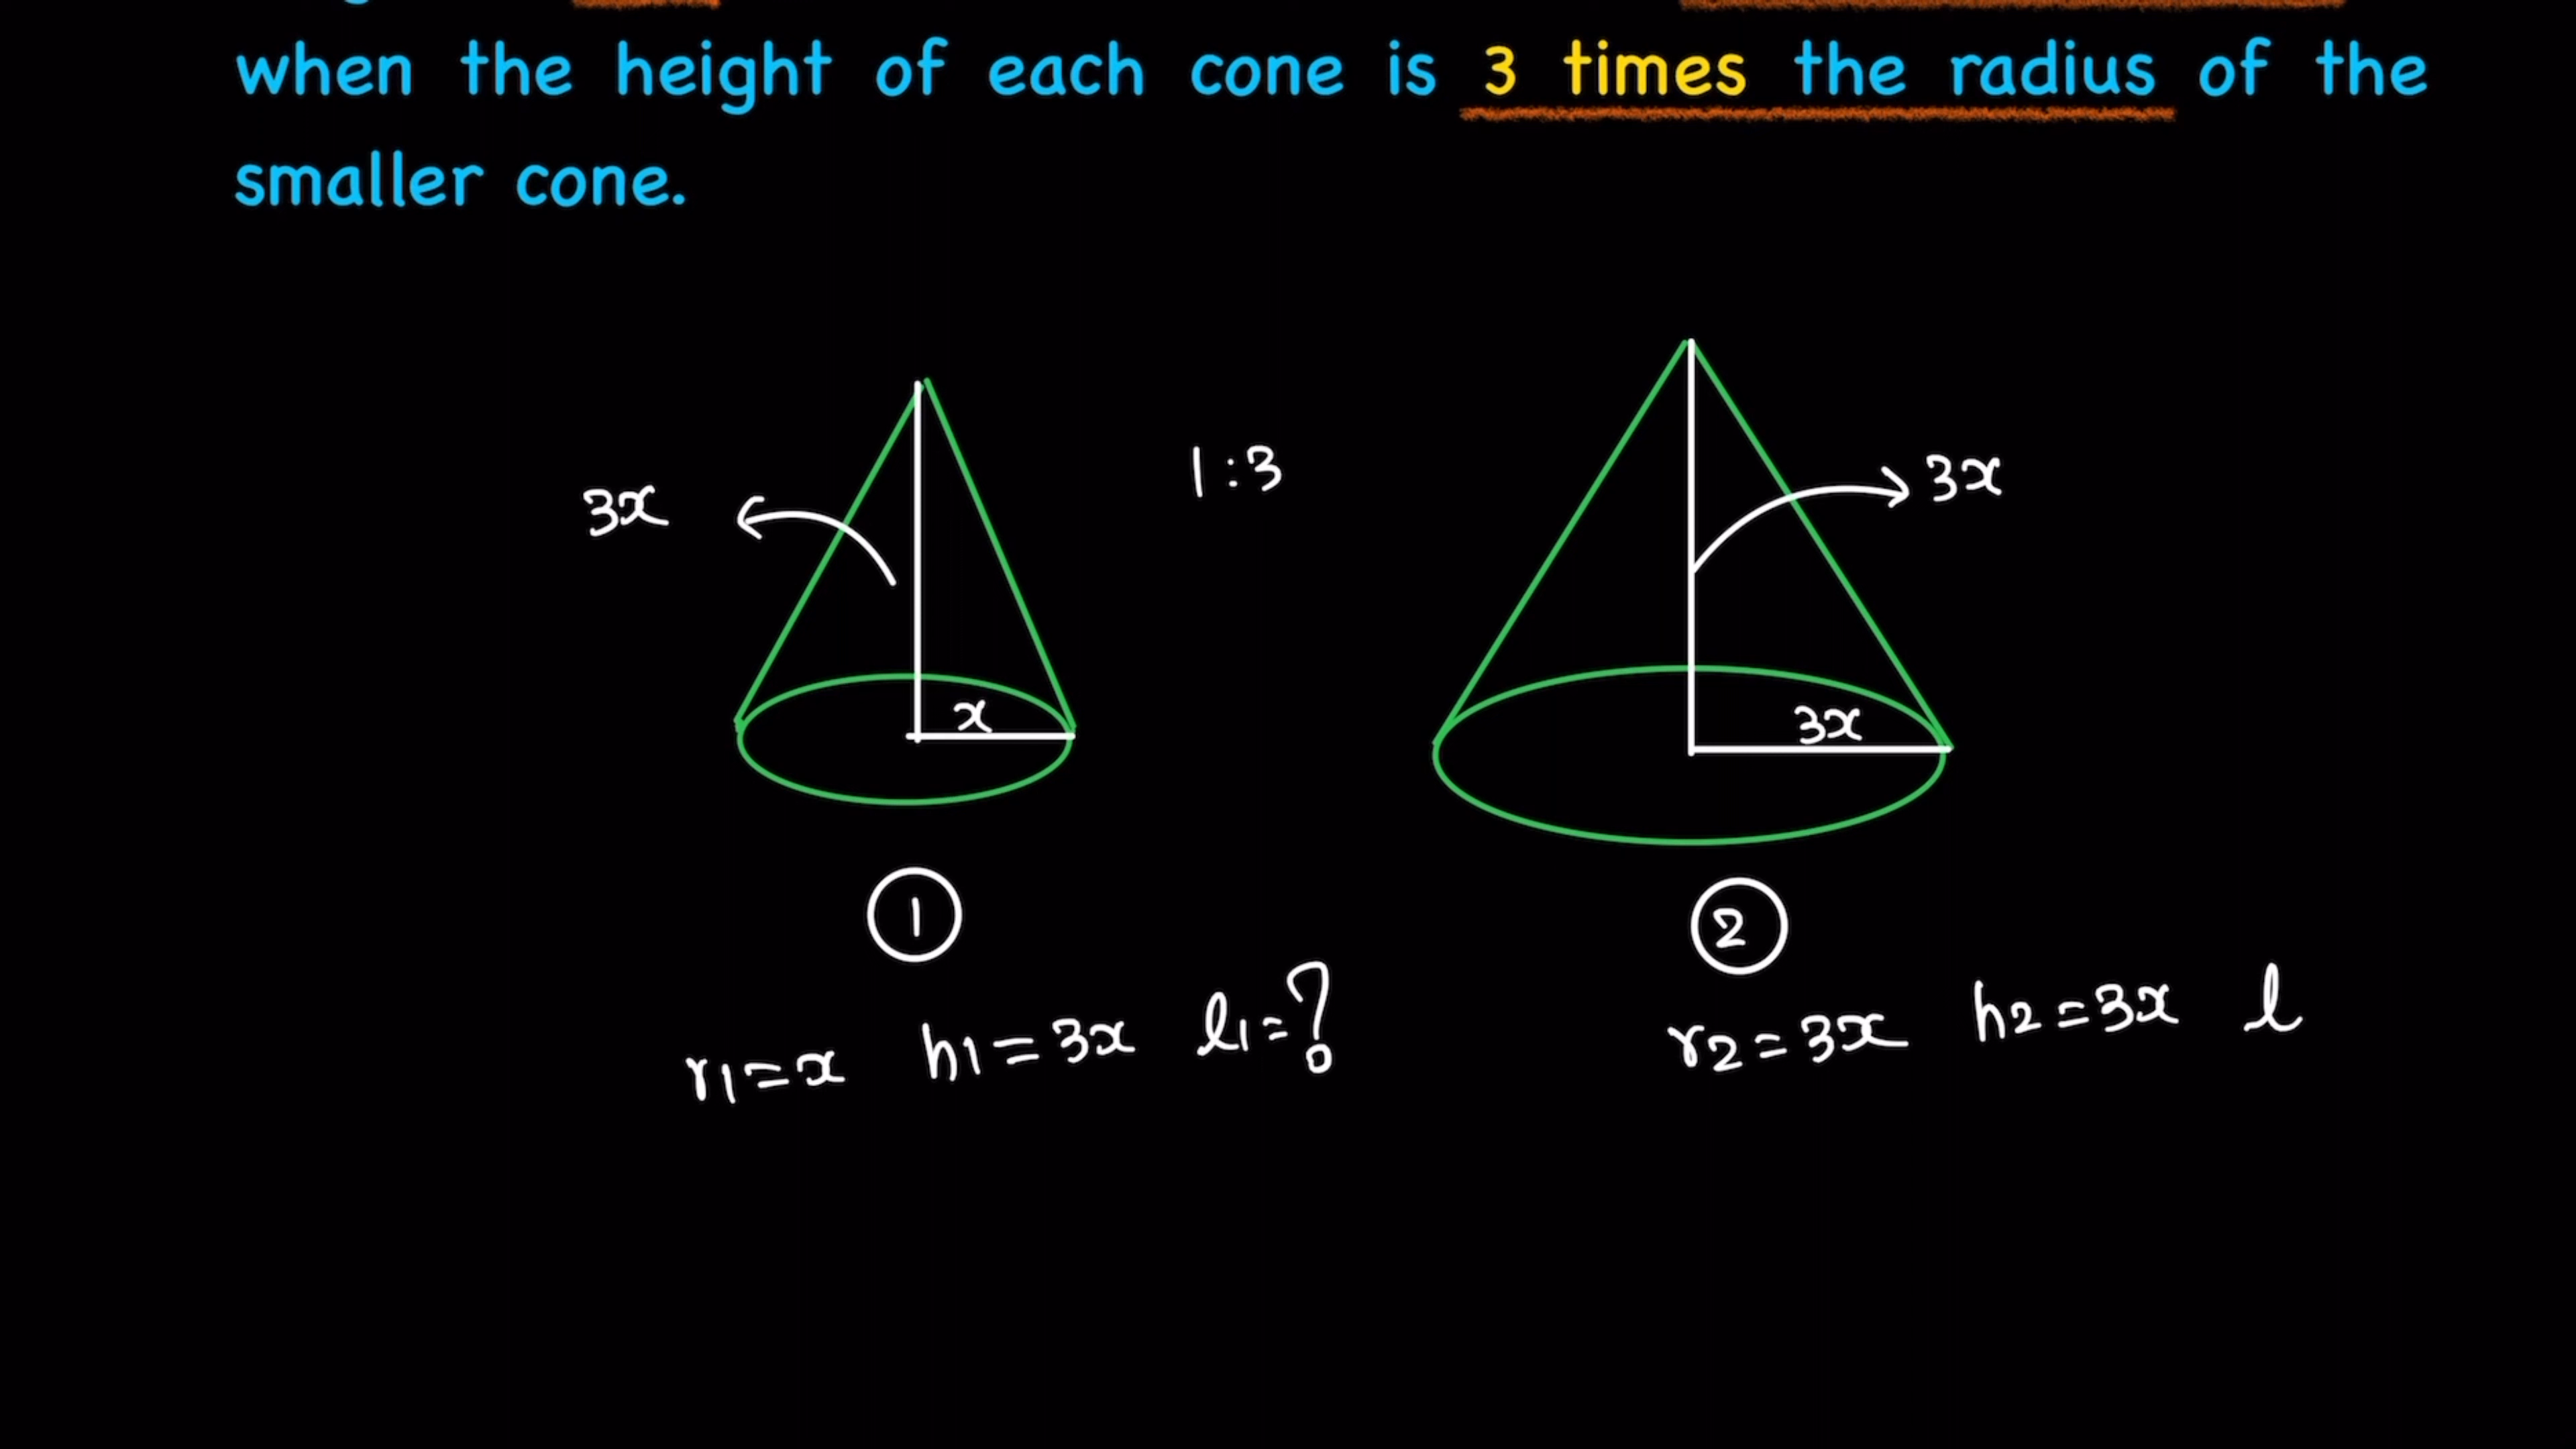 when the height of each cone is 3 times the radius of the
smaller cone.
1:3
3x
3x
x
3x
1
2
r1=x h1=3x l1=?
r2=3x h2=3x l